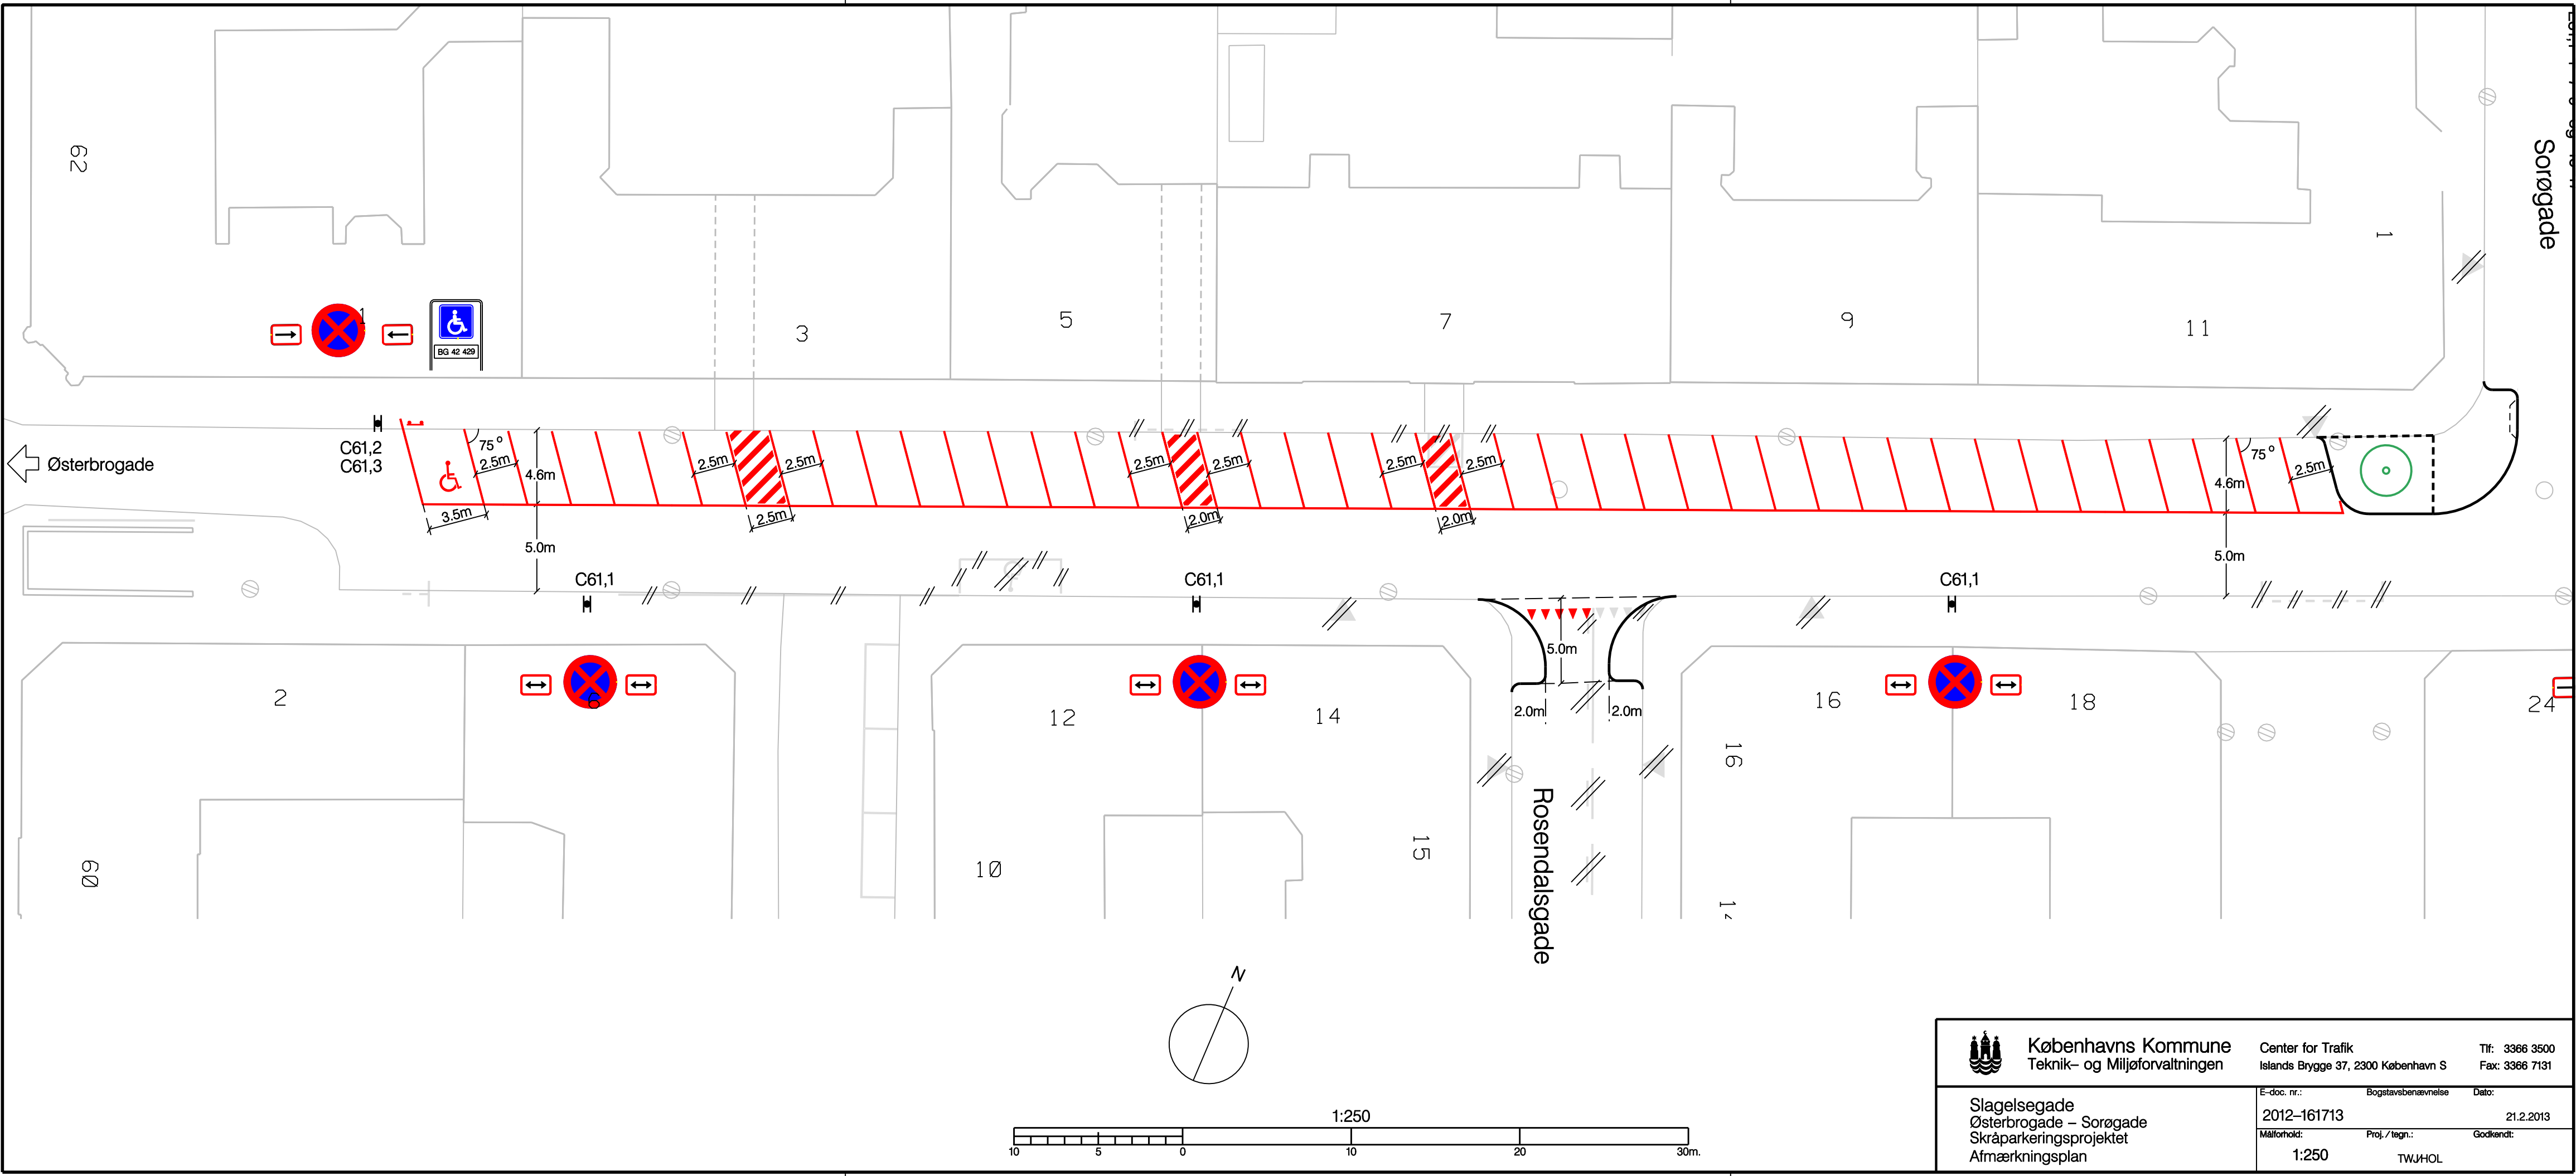 Sorøgade
62
1
1
BG 42 429
3
5
7
9
11
C61,2
C61,3
Østerbrogade
75°
2.5m
4.6m
3.5m
5.0m
2.5m
2.5m
2.5m
2.5m
2.5m
2.0m
2.5m
2.5m
2.0m
75°
2.5m
4.6m
5.0m
C61,1
C61,1
C61,1
5.0m
2.0m
2.0m
2
6
12
14
16
18
24
60
10
15
16
Rosendalsgade
N
1:250
10 5 0 10 20 30m.
Københavns Kommune
Teknik– og Miljøforvaltningen
Center for Trafik
Islands Brygge 37, 2300 København S
Tlf: 3366 3500
Fax: 3366 7131
Slagelsegade
Østerbrogade – Sorøgade
Skråparkeringsprojektet
Afmærkningsplan
E–doc. nr.: Bogstavsbenævnelse Dato:
2012–161713 21.2.2013
Målforhold: Proj./tegn.: Godkendt:
1:250 TWJ/HOL